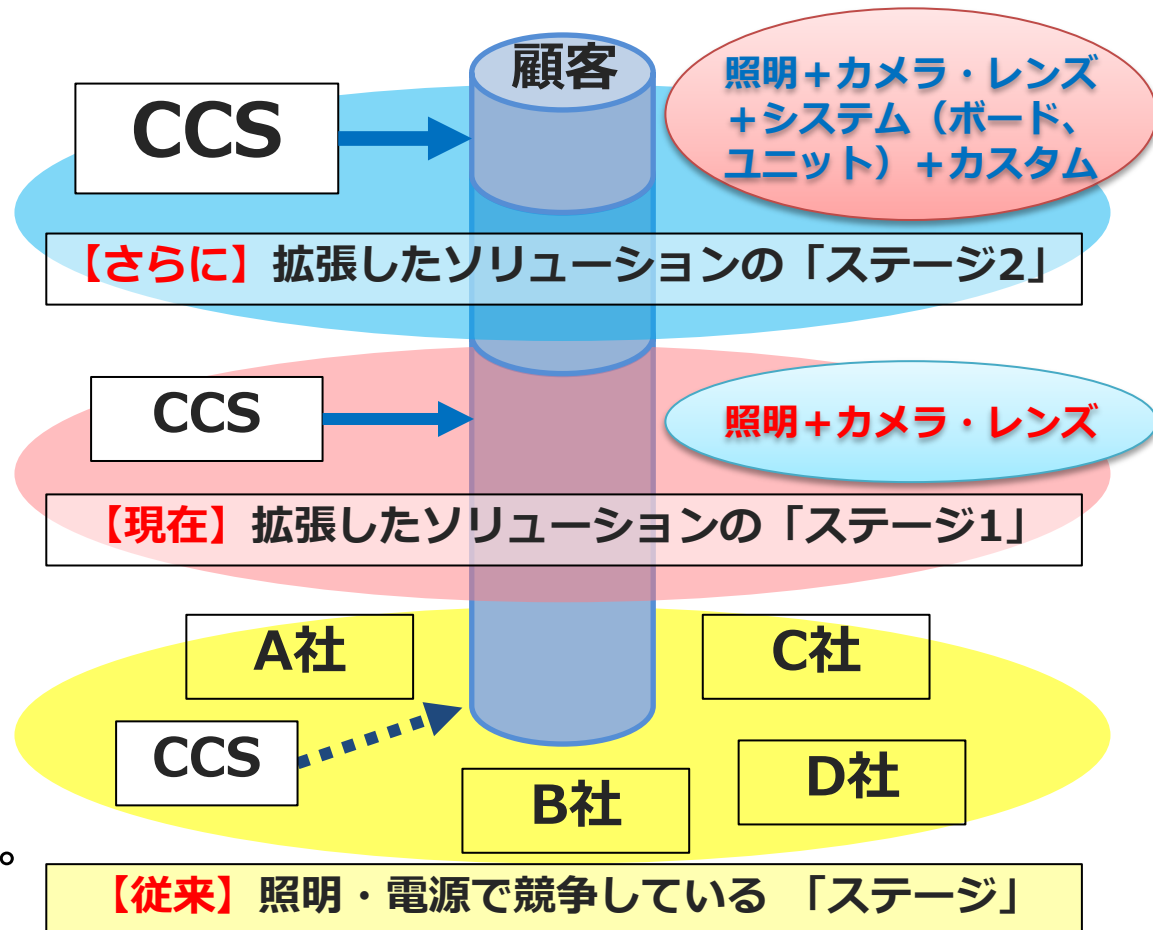 顧客
CCS
照明＋カメラ・レンズ
＋システム（ボード、
ユニット）＋カスタム
【さらに】拡張したソリューションの「ステージ2」
CCS
照明＋カメラ・レンズ
【現在】拡張したソリューションの「ステージ1」
A社
C社
CCS
B社
D社
。
【従来】照明・電源で競争している 「ステージ」